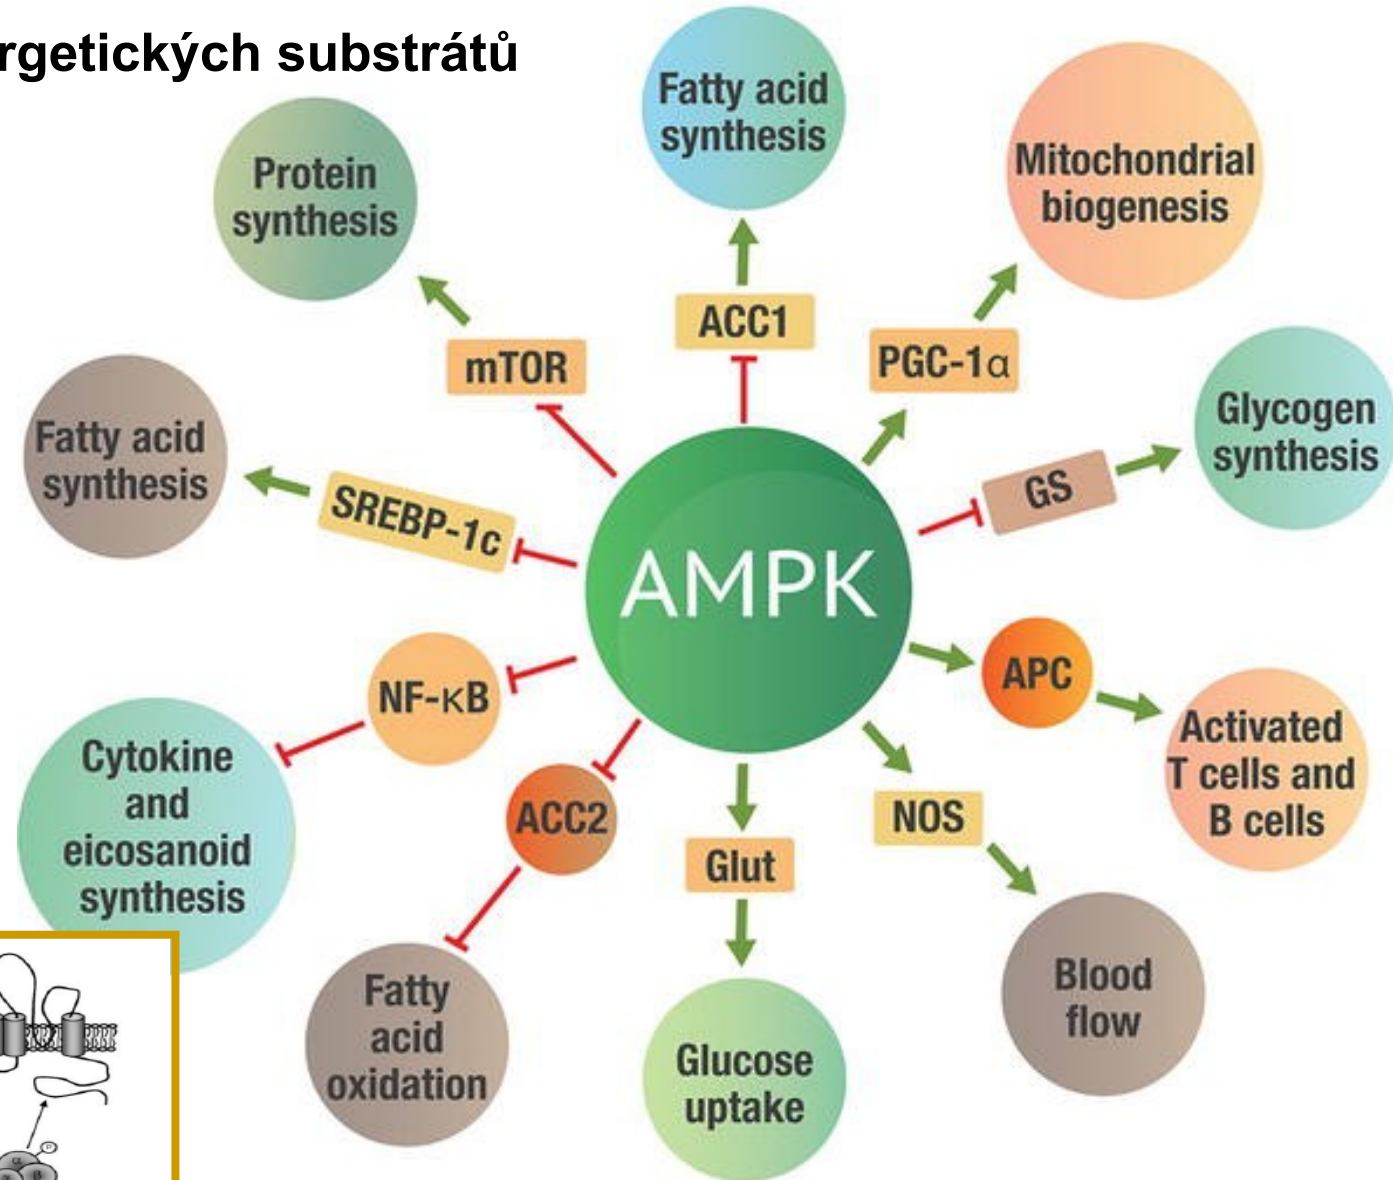 rgetických substrátů
Fatty acid
synthesis
Mitochondrial
biogenesis
Protein
synthesis
ACC1
PGC-1α
mTOR
Glycogen
synthesis
GS
Fatty acid
synthesis
SREBP-1c
AMPK
NF-κB
APC
Cytokine
and
eicosanoid
synthesis
Activated
T cells and
B cells
ACC2
NOS
Glut
Fatty
acid
oxidation
Blood
flow
Glucose
uptake